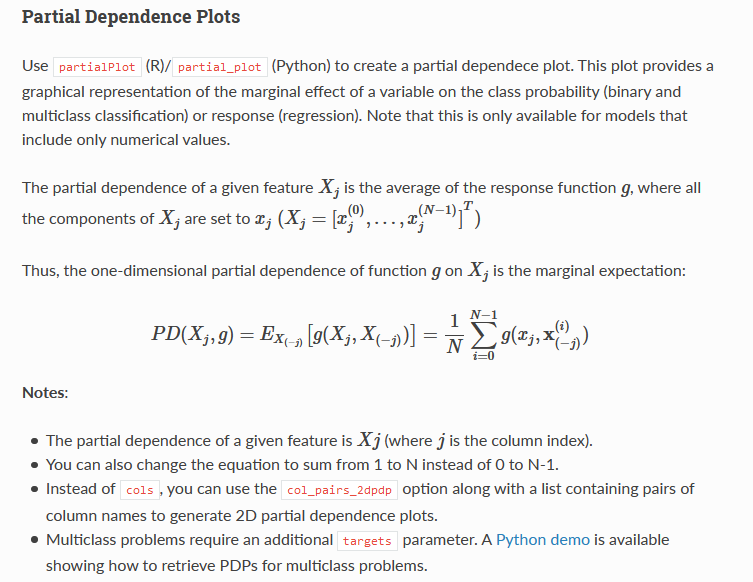 Partial Dependence Plots
Use partialPlot (R)/ partial_plot (Python) to create a partial dependece plot. This plot provides a
graphical representation of the marginal effect of a variable on the class probability (binary and
multiclass classification) or response (regression). Note that this is only available for models that
include only numerical values.
The partial dependence of a given feature X_j is the average of the response function g, where all
the components of X_j are set to x_j (X_j = [x_j^{(0)}, . . . , x_j^{(N−1)}]^T)
Thus, the one-dimensional partial dependence of function g on X_j is the marginal expectation:
PD(X_j, g) = E_{X_{(−j)}} [g(X_j, X_{(−j)})] = \frac{1}{N} \sum_{i=0}^{N−1} g(x_j, \mathbf{x}_{(−j)}^{(i)})
Notes:
• The partial dependence of a given feature is Xj (where j is the column index).
• You can also change the equation to sum from 1 to N instead of 0 to N-1.
• Instead of cols , you can use the col_pairs_2dpdp option along with a list containing pairs of
column names to generate 2D partial dependence plots.
• Multiclass problems require an additional targets parameter. A Python demo is available
showing how to retrieve PDPs for multiclass problems.